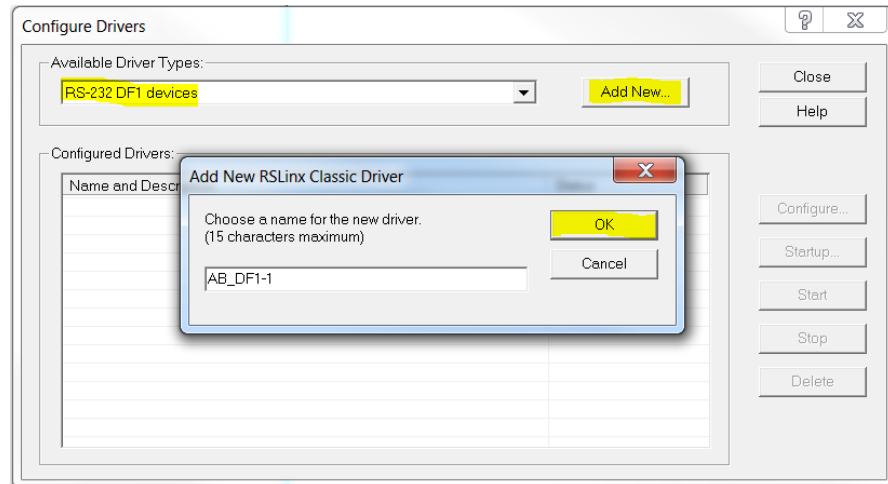 Configure Drivers
Available Driver Types:
RS-232 DF1 devices
Add New...
Close
Help
Configured Drivers:
Add New RSLinx Classic Driver
Name and Descr
Choose a name for the new driver.
(15 characters maximum)
OK
Cancel
AB_DF1-1
Configure...
Startup...
Start
Stop
Delete